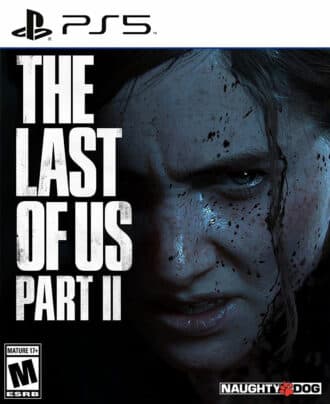 PS5
THE
LAST
OF US
PART II
MATURE 17+
M
ESRB
NAUGHTY DOG